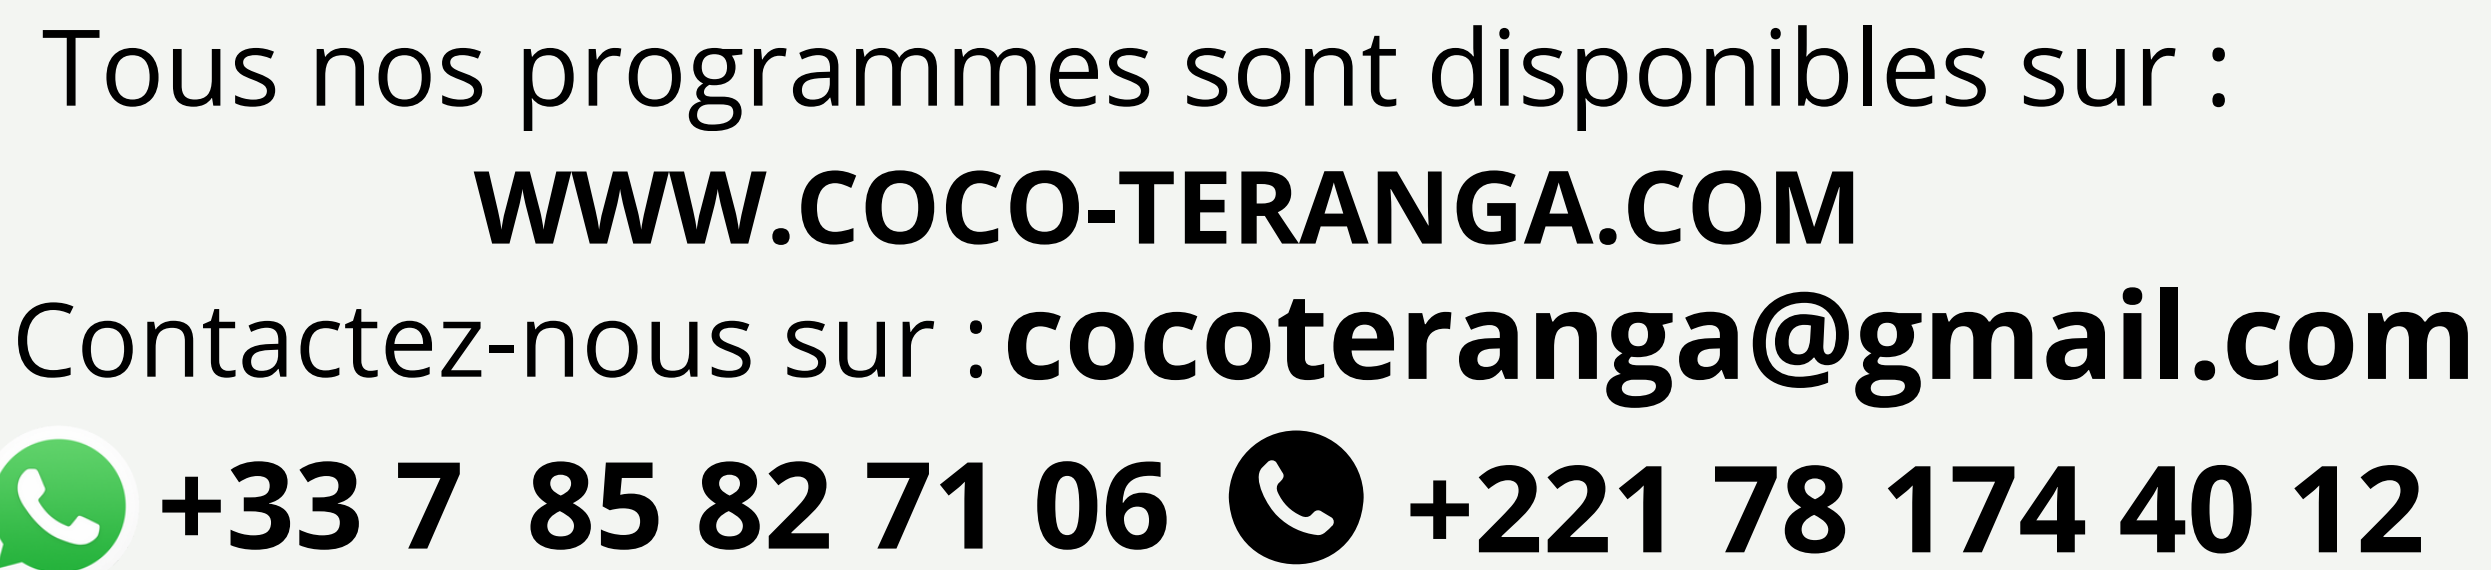 Tous nos programmes sont disponibles sur :
WWW.COCO-TERANGA.COM
Contactez-nous sur : cocoteranga@gmail.com
+33 7 85 82 71 06 +221 78 174 40 12